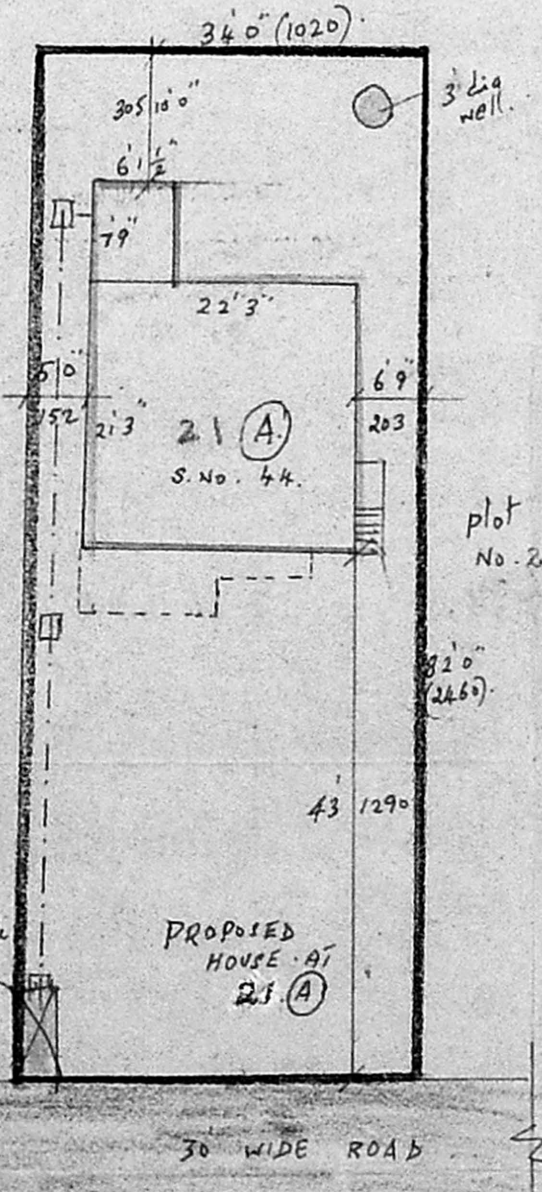 34'0" (1020)
3' dia
well.
305 10'0"
6'1 1/2"
7'9"
22'3"
5'0"
152
6'9"
203
21'3"
21 A
S. No. 44.
plot
No. 2
82'0"
(2460).
43' 1290
PROPOSED
HOUSE AT
21 A
30' WIDE ROAD